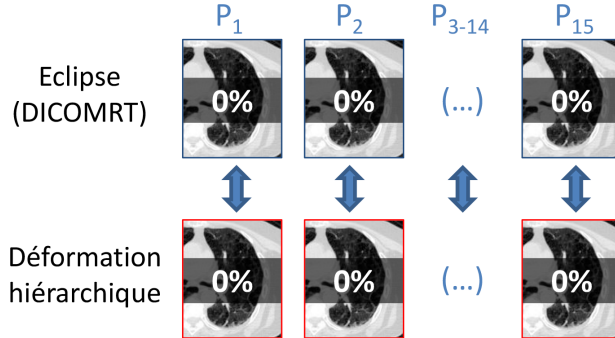 P1 P2 P3-14 P15
Eclipse
(DICOMRT)
0% 0% (...) 0%
Déformation
hiérarchique
0% 0% (...) 0%